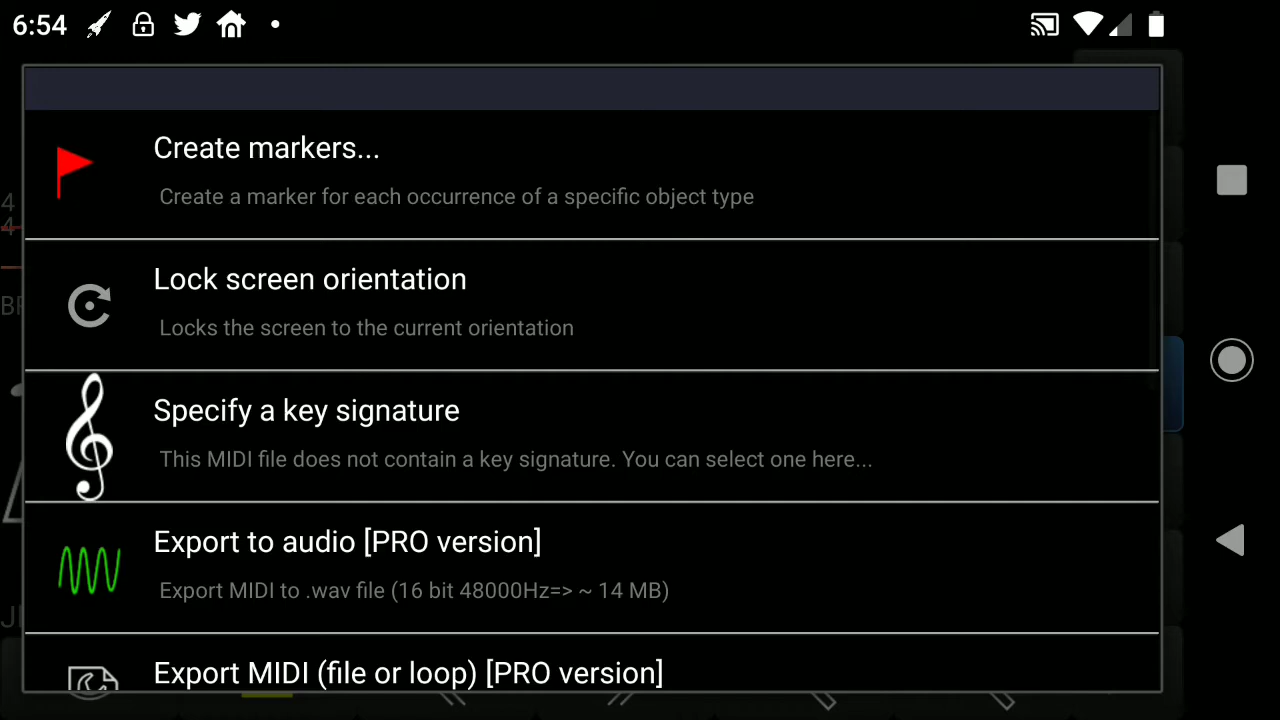 6:54
Create markers...
Create a marker for each occurrence of a specific object type
4
4
Lock screen orientation
Locks the screen to the current orientation
Specify a key signature
This MIDI file does not contain a key signature. You can select one here...
Export to audio [PRO version]
Export MIDI to .wav file (16 bit 48000Hz=> ~ 14 MB)
Export MIDI (file or loop) [PRO version]